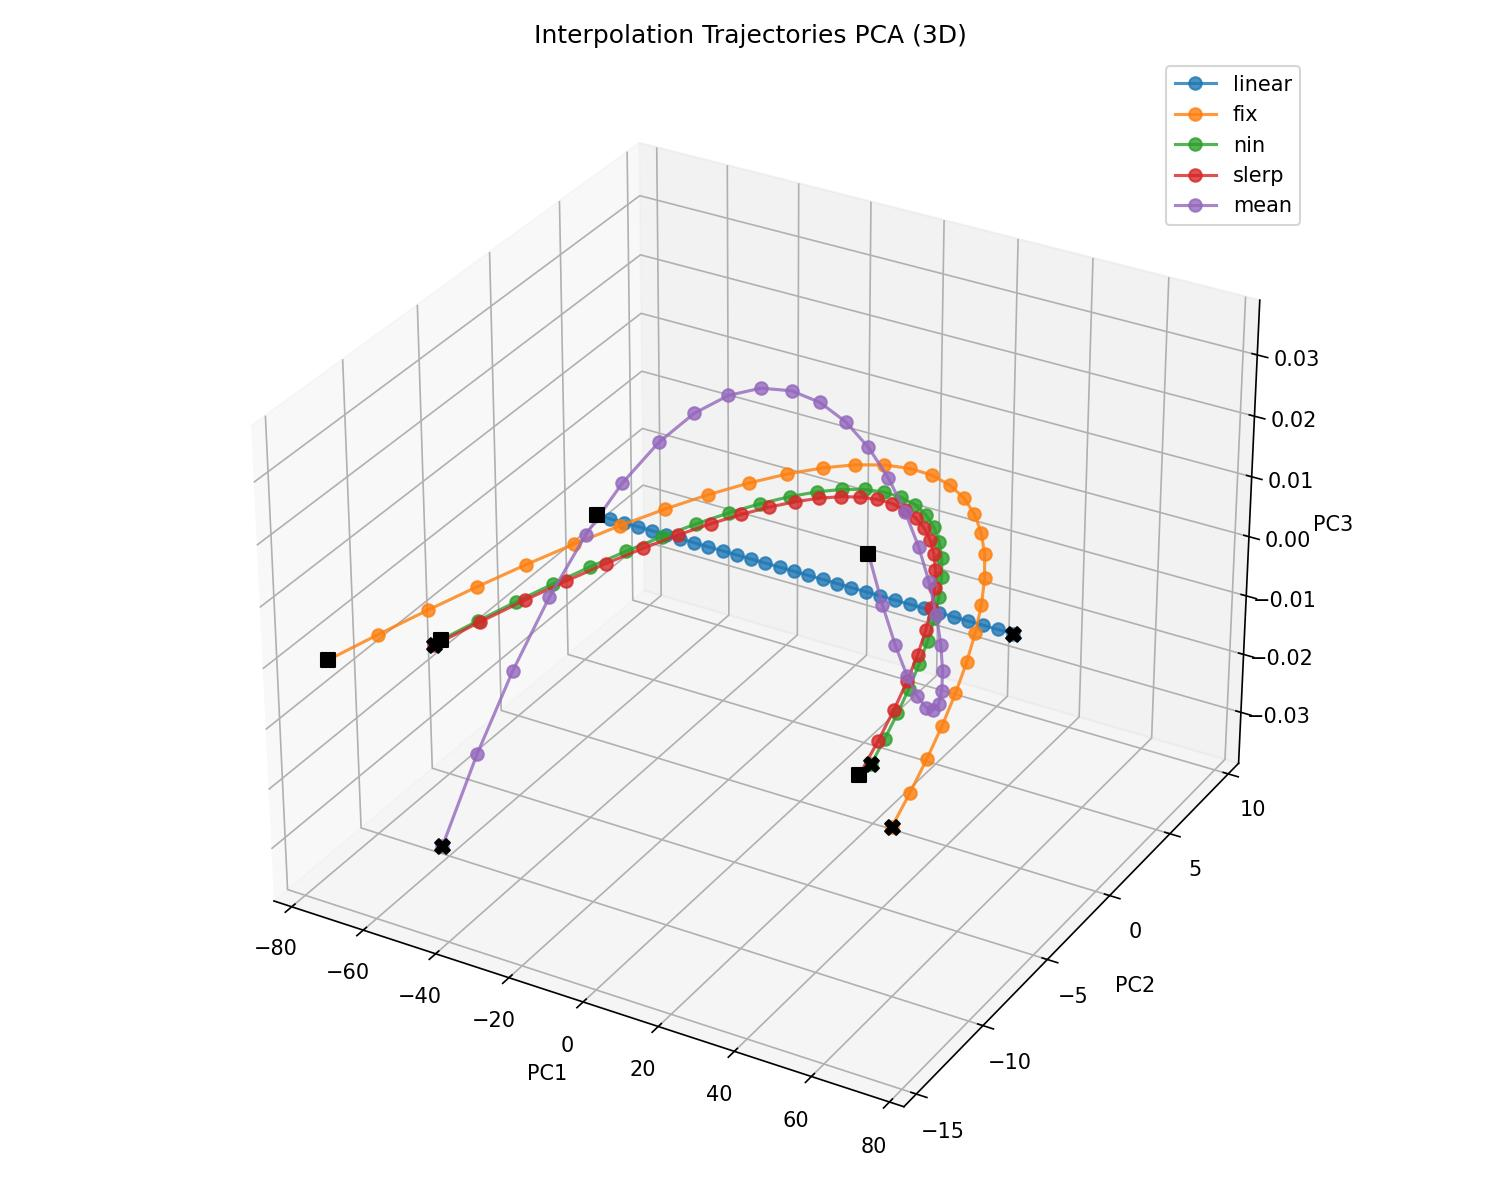 Interpolation Trajectories PCA (3D)
linear
fix
nin
slerp
mean
0.03
0.02
0.01
0.00
−0.01
−0.02
−0.03
PC3
10
5
0
−5
−10
−15
PC2
−80
−60
−40
−20
0
20
40
60
80
PC1